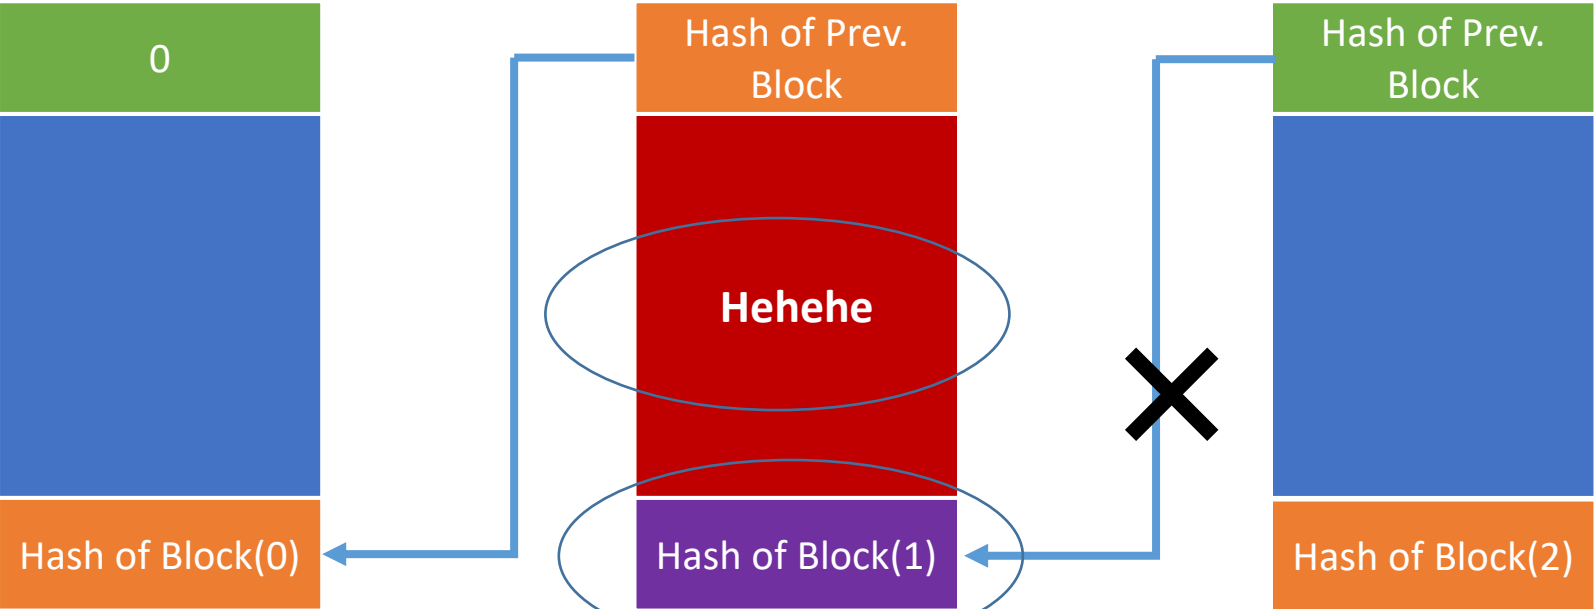 0
Hash of Block(0)
Hash of Prev.
Block
Hehehe
Hash of Block(1)
Hash of Prev.
Block
Hash of Block(2)